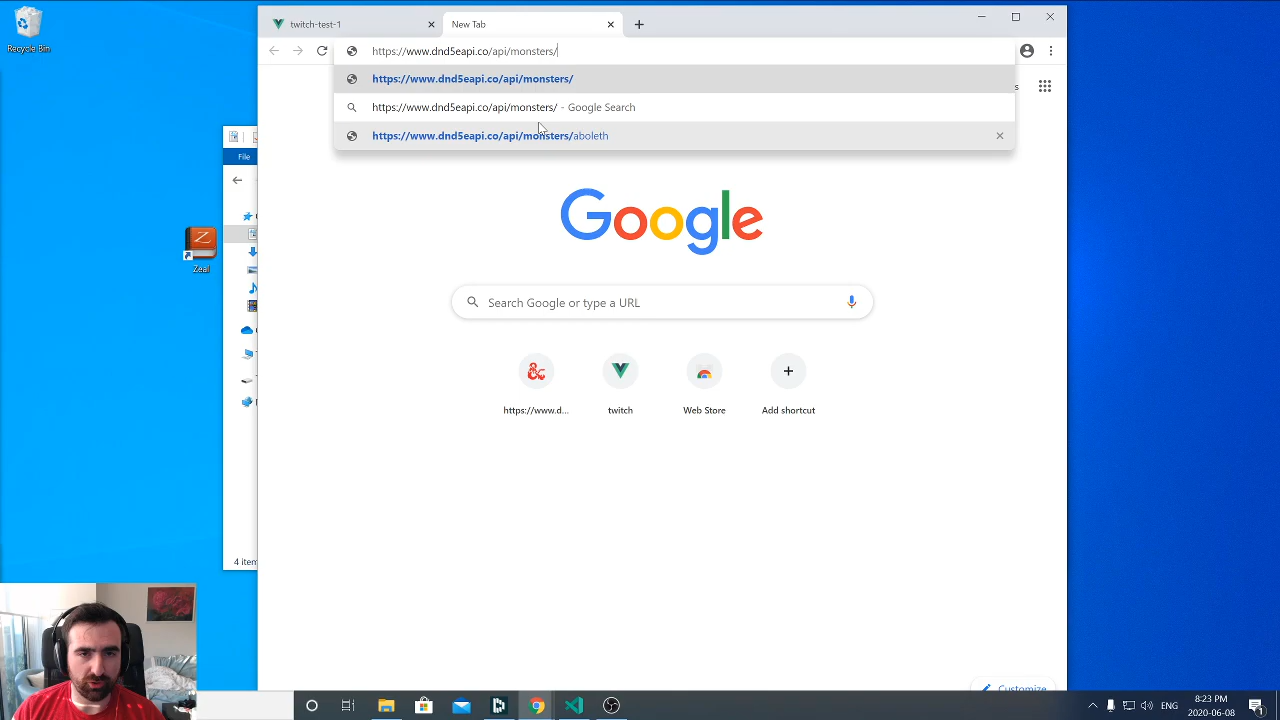 Recycle Bin
Zeal
File
4 item
twitch-test-1
New Tab
https://www.dnd5eapi.co/api/monsters/
https://www.dnd5eapi.co/api/monsters/
https://www.dnd5eapi.co/api/monsters/ - Google Search
https://www.dnd5eapi.co/api/monsters/aboleth
s
Google
Search Google or type a URL
https://www.d...
twitch
Web Store
Add shortcut
Customize
ENG
8:23 PM
2020-06-08